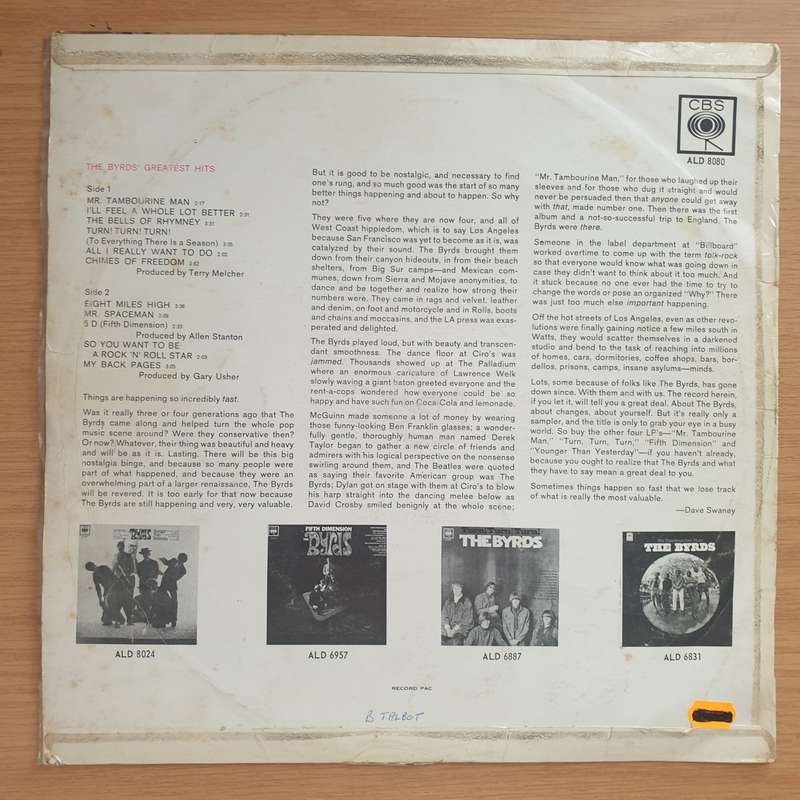 CBS
ALD 8080
THE BYRDS' GREATEST HITS
Side 1
MR. TAMBOURINE MAN 2:17
I'LL FEEL A WHOLE LOT BETTER 2:31
THE BELLS OF RHYMNEY 3:31
TURN! TURN! TURN!
(To Everything There Is a Season) 3:35
ALL I REALLY WANT TO DO 2:02
CHIMES OF FREEDOM 3:52
Produced by Terry Melcher
Side 2
EIGHT MILES HIGH 3:36
MR. SPACEMAN 2:09
5 D (Fifth Dimension) 2:33
Produced by Allen Stanton
SO YOU WANT TO BE
A ROCK 'N' ROLL STAR 2:03
MY BACK PAGES 3:05
Produced by Gary Usher
Things are happening so incredibly fast.
Was it really three or four generations ago that The
Byrds came along and helped turn the whole pop
music scene around? Were they conservative then?
Or now? Whatever, their thing was beauty and heavy
and will be as it is. Lasting. There will be this big
nostalgia binge, and because so many people were
part of what happened, and because they were an
overwhelming part of a larger renaissance, The Byrds
will be revered. It is too early for that now because
The Byrds are still happening and very, very valuable.
But it is good to be nostalgic, and necessary to find
one's rung, and so much good was the start of so many
better things happening and about to happen. So why
not?
They were five where they are now four, and all of
West Coast hippiedom, which is to say Los Angeles
because San Francisco was yet to become as it is, was
catalyzed by their sound. The Byrds brought them
down from their canyon hideouts, in from their beach
shelters, from Big Sur camps—and Mexican com-
munes, down from Sierra and Mojave anonymities, to
dance and be together and realize how strong their
numbers were. They came in rags and velvet, leather
and denim, on foot and motorcycle and in Rolls, boots
and chains and moccasins, and the LA press was exas-
perated and delighted.
The Byrds played loud, but with beauty and transcen-
dant smoothness. The dance floor at Ciro's was
jammed. Thousands showed up at The Palladium
where an enormous caricature of Lawrence Welk
slowly waving a giant baton greeted everyone and the
rent-a-cops wondered how everyone could be so
happy and have such fun on Coca Cola and lemonade.
McGuinn made someone a lot of money by wearing
those funny-looking Ben Franklin glasses; a wonder-
fully gentle, thoroughly human man named Derek
Taylor began to gather a new circle of friends and
admirers with his logical perspective on the nonsense
swirling around them, and The Beatles were quoted
as saying their favorite American group was The
Byrds; Dylan got on stage with them at Ciro's to blow
his harp straight into the dancing melee below as
David Crosby smiled benignly at the whole scene;
"Mr. Tambourine Man," for those who laughed up their
sleeves and for those who dug it straight and would
never be persuaded then that anyone could get away
with that, made number one. Then there was the first
album and a not-so-successful trip to England. The
Byrds were there.
Someone in the label department at "Billboard"
worked overtime to come up with the term folk-rock
so that everyone would know what was going down in
case they didn't want to think about it too much. And
it stuck because no one ever had the time to try to
change the words or pose an organized "Why?" There
was just too much else important happening.
Off the hot streets of Los Angeles, even as other revo-
lutions were finally gaining notice a few miles south in
Watts, they would scatter themselves in a darkened
studio and bend to the task of reaching into millions
of homes, cars, dormitories, coffee shops, bars, bor-
dellos, prisons, camps, insane asylums—minds.
Lots, some because of folks like The Byrds, has gone
down since. With them and with us. The record herein,
if you let it, will tell you a great deal. About The Byrds,
about changes, about yourself. But it's really only a
sampler, and the title is only to grab your eye in a busy
world. So buy the other four LP's—"Mr. Tambourine
Man," "Turn, Turn, Turn," "Fifth Dimension" and
"Younger Than Yesterday"—if you haven't already,
because you ought to realize that The Byrds and what
they have to say mean a great deal to you.
Sometimes things happen so fast that we lose track
of what is really the most valuable.
—Dave Swaney
BYRDS
FIFTH DIMENSION
BYRDS
Turn! Turn! Turn!
THE BYRDS
Mr. Tambourine Man
THE BYRDS
ALD 8024
ALD 6957
ALD 6887
ALD 6831
RECORD PAC
B TALBOT